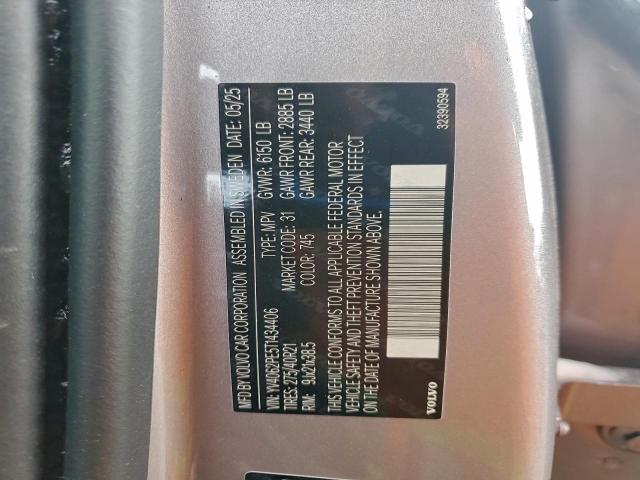 MFD BY VOLVO CAR CORPORATION ASSEMBLED IN SWEDEN DATE: 05/25
VIN: YV4062PE5T1434406 TYPE: MPV GVWR: 6150 LB
TIRES: 275/40R21 MARKET CODE: 31 GAWR FRONT: 2885 LB
RIM: 9Jx21x38.5 COLOR: 745 GAWR REAR: 3440 LB
THIS VEHICLE CONFORMS TO ALL APPLICABLE FEDERAL MOTOR
VEHICLE SAFETY AND THEFT PREVENTION STANDARDS IN EFFECT
ON THE DATE OF MANUFACTURE SHOWN ABOVE.
VOLVO 32390594